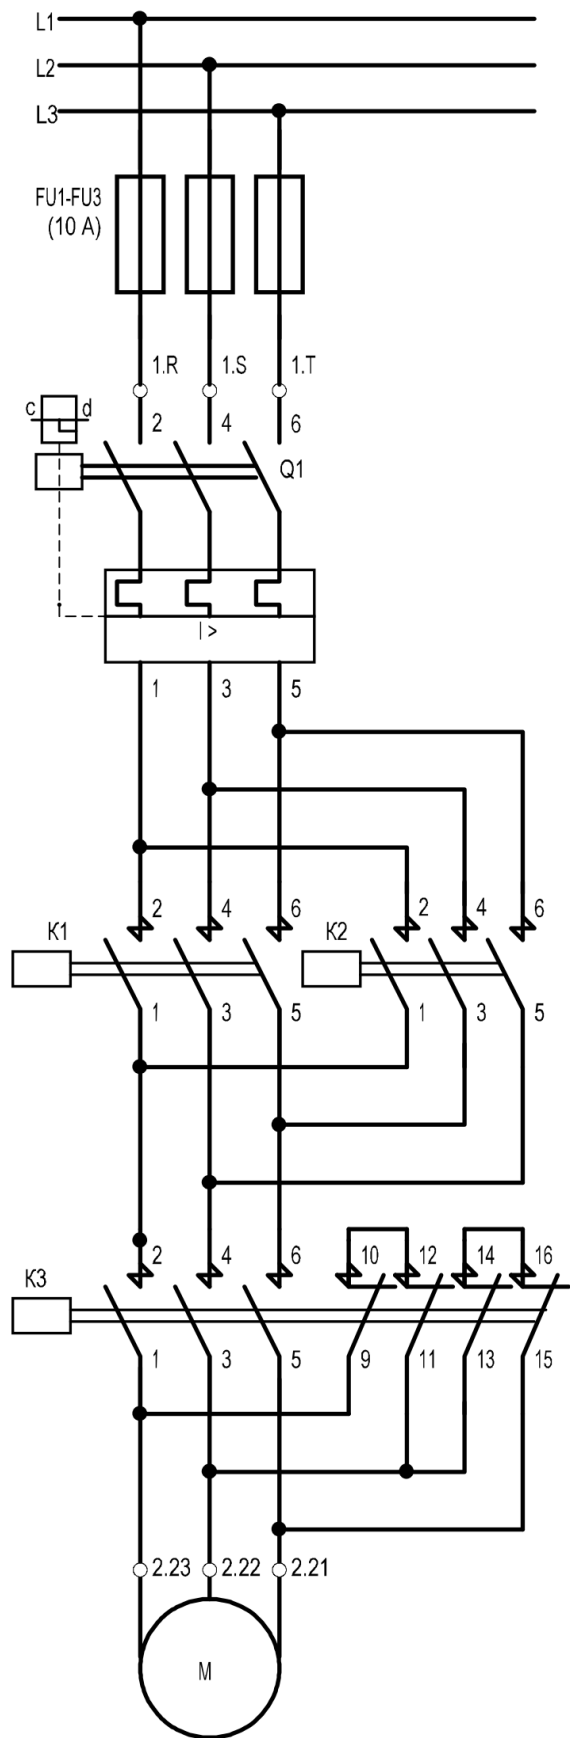 L1
L2
L3
FU1-FU3
(10 A)
1.R 1.S 1.T
c d 2 4 6
Q1
I >
1 3 5
2 4 6 2 4 6
K1 K2
1 3 5 1 3 5
2 4 6 10 12 14 16
K3
1 3 5 9 11 13 15
2.23 2.22 2.21
M